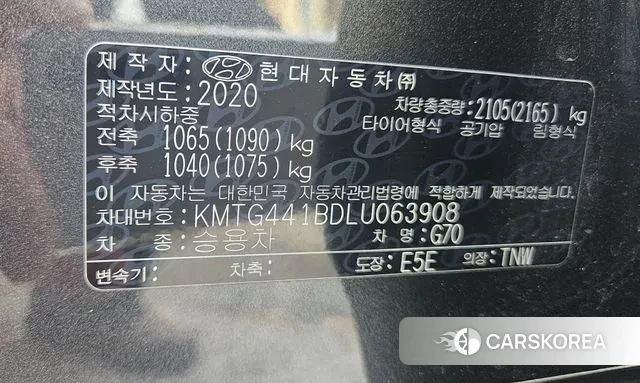 제 작 자 : 현대자동차㈜
제작년도 : 2020 차량총중량 : 2105(2165) kg
적차시하중 타이어형식 공기압 림형식
전축 1065(1090) kg
후축 1040(1075) kg
이 자동차는 대한민국 자동차관리법령에 적합하게 제작되었습니다.
차대번호 : KMTG441BDLU063908
차 종 : 승용차 차 명 : G70
변속기 : 차축 : 도장 : E5E 의장 : TNW
CARSKOREA